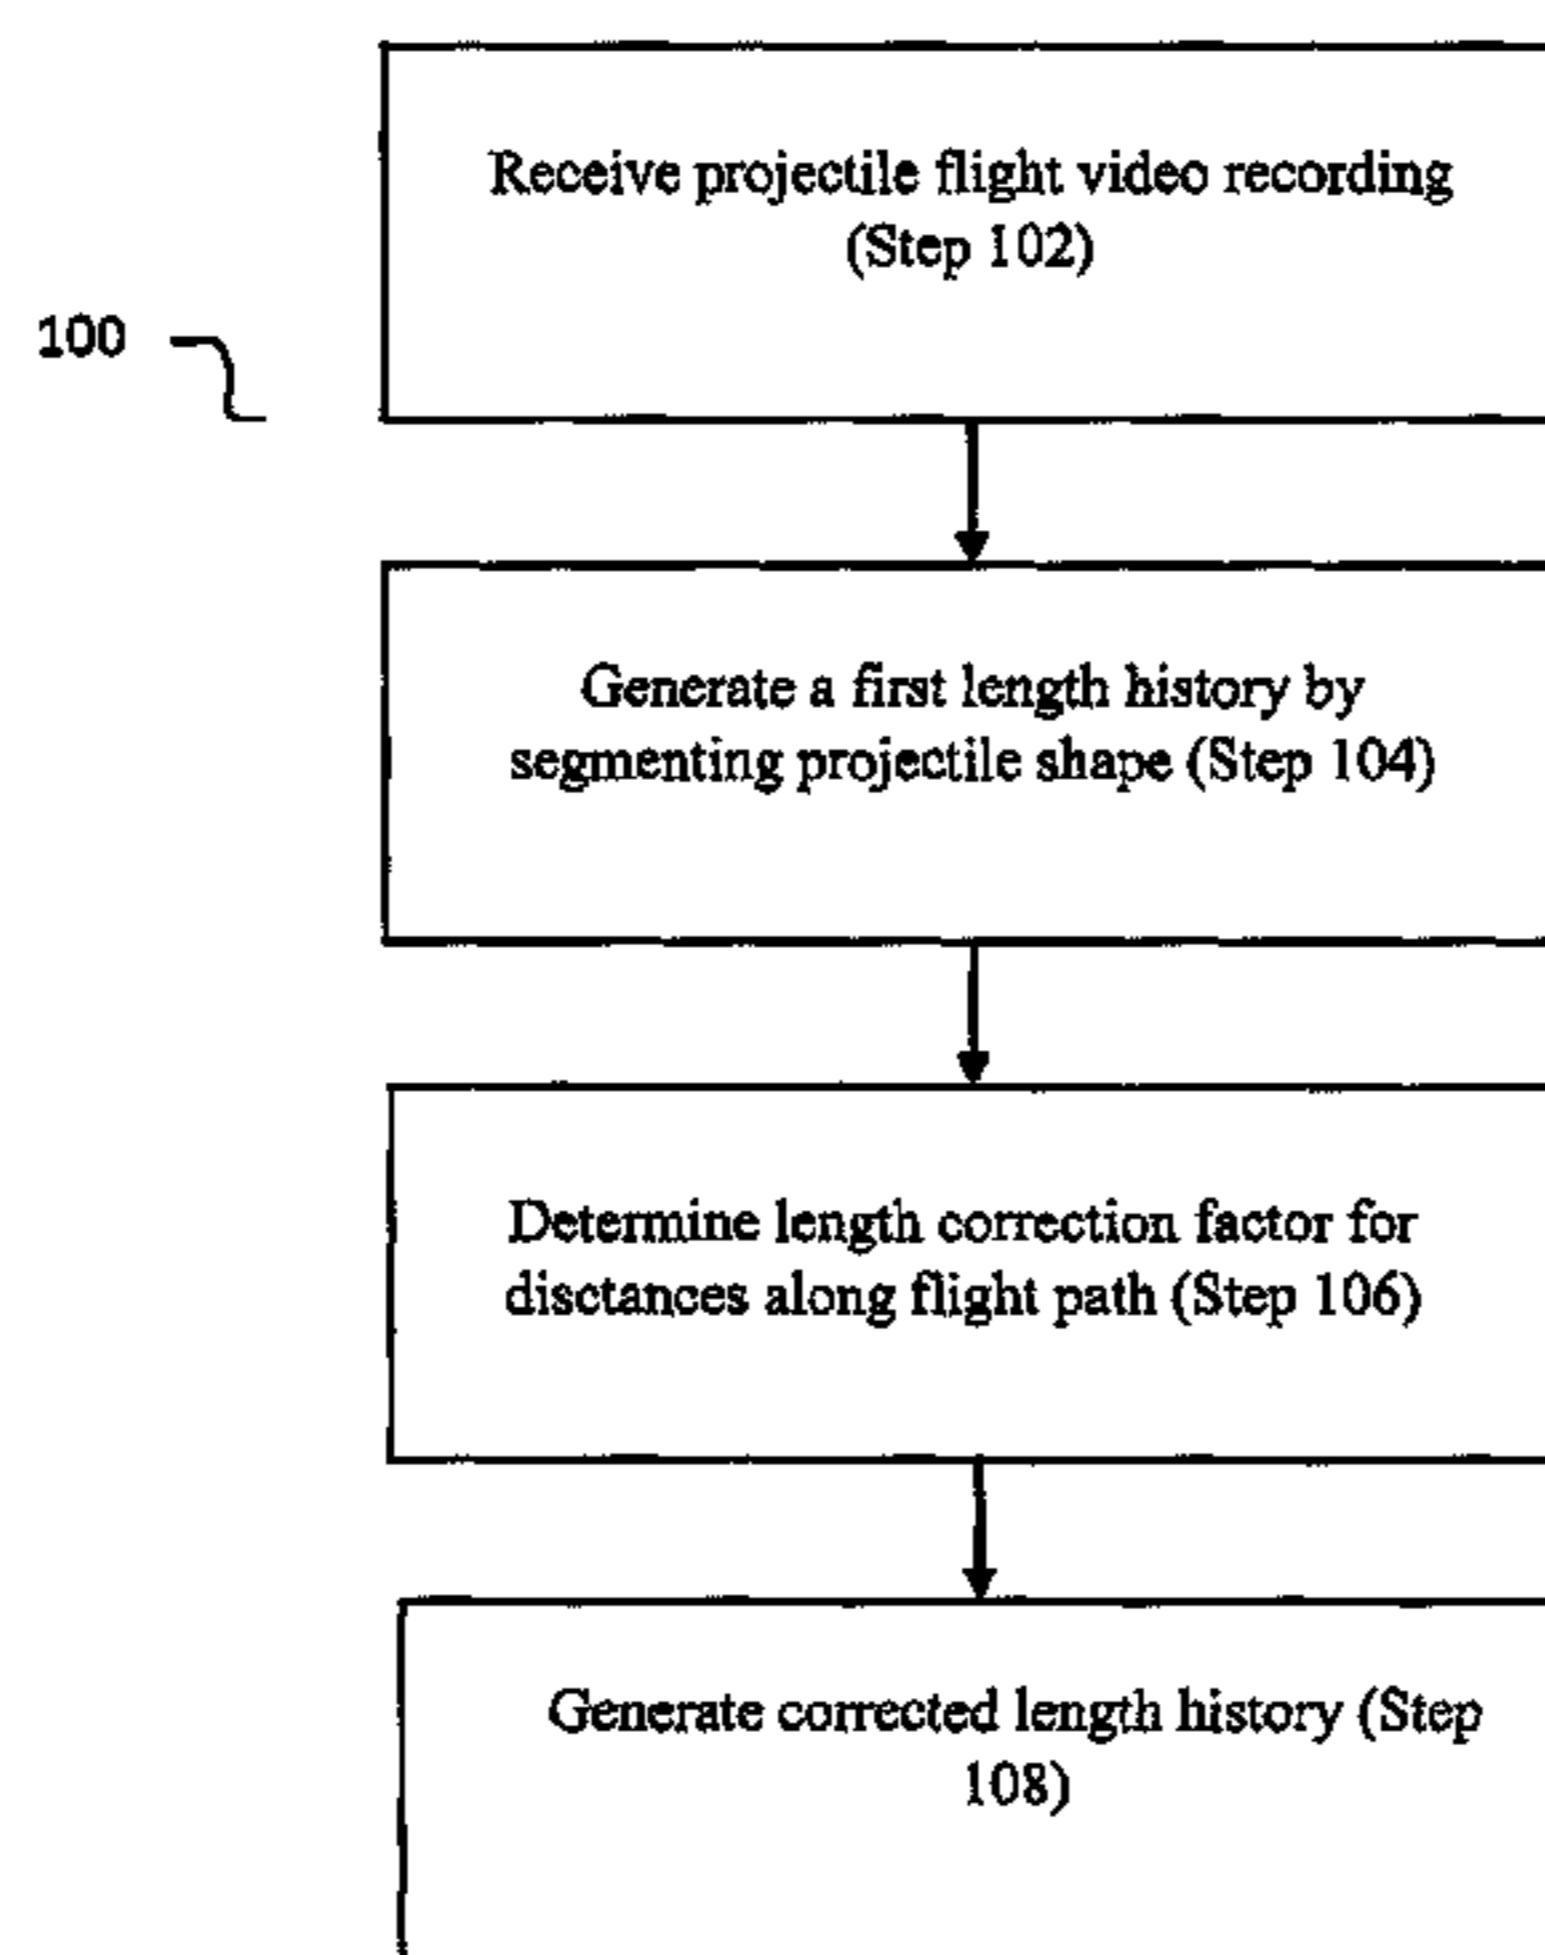 Receive projectile flight video recording
(Step 102)
100
Generate a first length history by
segmenting projectile shape (Step 104)
Determine length correction factor for
disctances along flight path (Step 106)
Generate corrected length history (Step
108)